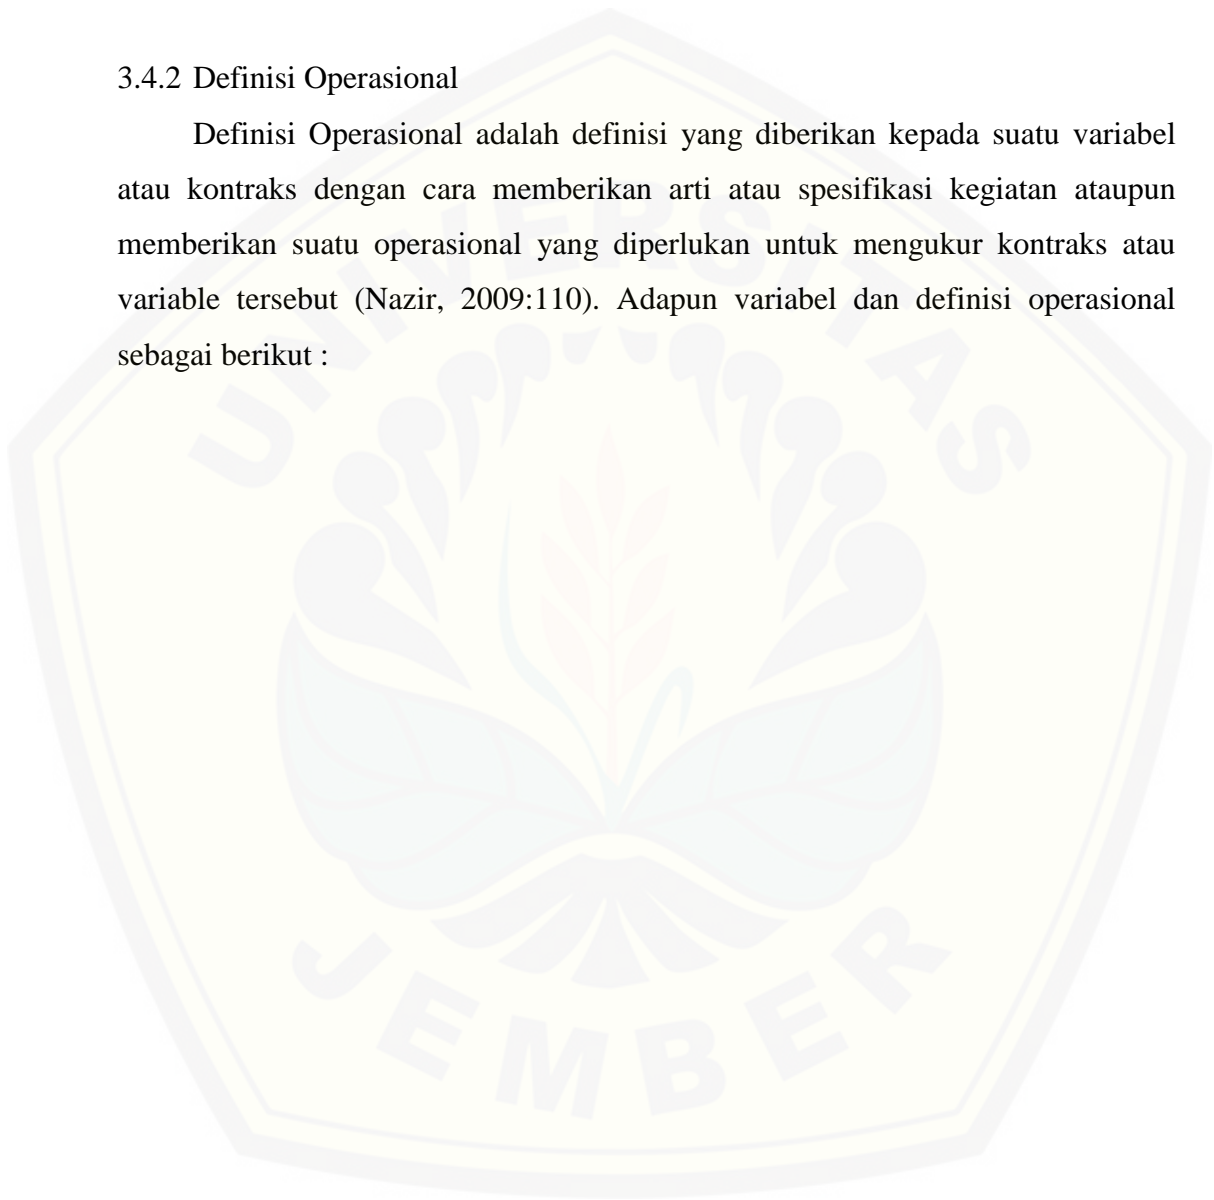 3.4.2 Definisi Operasional
Definisi Operasional adalah definisi yang diberikan kepada suatu variabel
atau kontraks dengan cara memberikan arti atau spesifikasi kegiatan ataupun
memberikan suatu operasional yang diperlukan untuk mengukur kontraks atau
variable tersebut (Nazir, 2009:110). Adapun variabel dan definisi operasional
sebagai berikut :
UNIVERSITAS
JEMBER